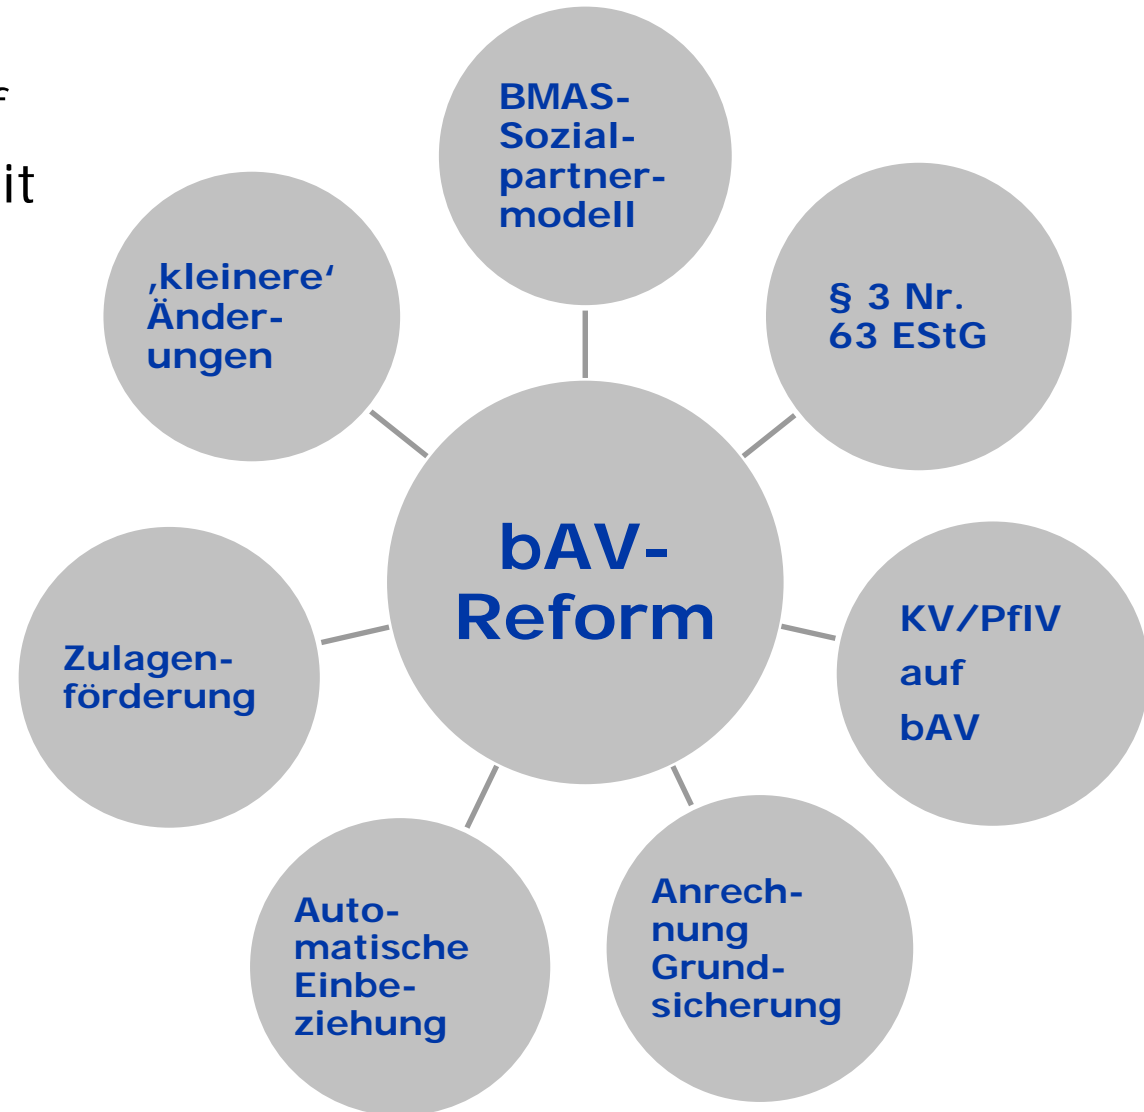 it
BMAS-
Sozial-
partner-
modell
§ 3 Nr.
63 EStG
KV/PflV
auf
bAV
Anrech-
nung
Grund-
sicherung
Auto-
matische
Einbe-
ziehung
Zulagen-
förderung
‚kleinere‘
Änder-
ungen
bAV-
Reform